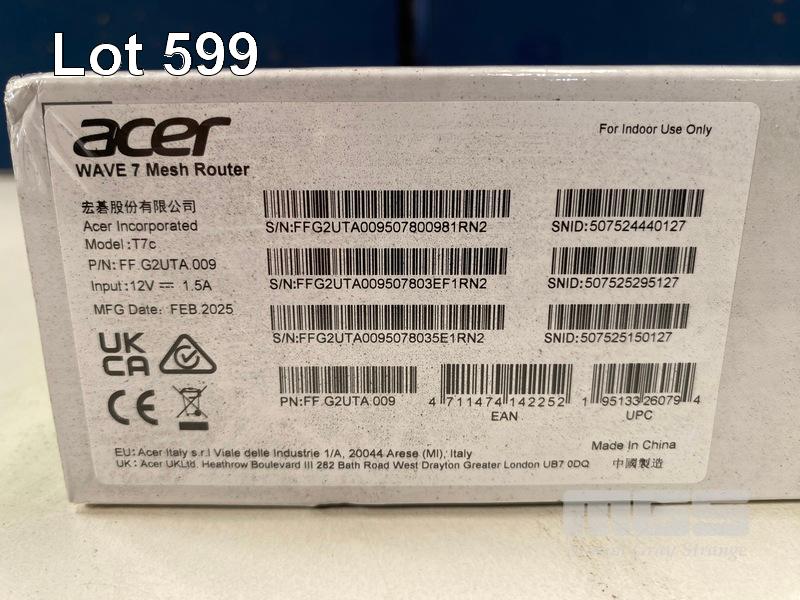 Lot 599
acer
For Indoor Use Only
WAVE 7 Mesh Router
宏碁股份有限公司
Acer Incorporated
Model :T7c
P/N: FF.G2UTA.009
Input :12V ⎓ 1.5A
MFG Date: FEB.2025
S/N:FFG2UTA009507800981RN2
SNID:507524440127
S/N:FFG2UTA009507803EF1RN2
SNID:507525295127
S/N:FFG2UTA0095078035E1RN2
SNID:507525150127
UK
CA
CE
PN:FF.G2UTA.009
4 711474 142252
EAN
1 95133 26079 4
UPC
EU: Acer Italy s.r.l Viale delle Industrie 1/A, 20044 Arese (MI), Italy
UK: Acer UKLtd. Heathrow Boulevard III 282 Bath Road West Drayton Greater London UB7 0DQ
Made In China
中國製造
MGS
Gray Strange